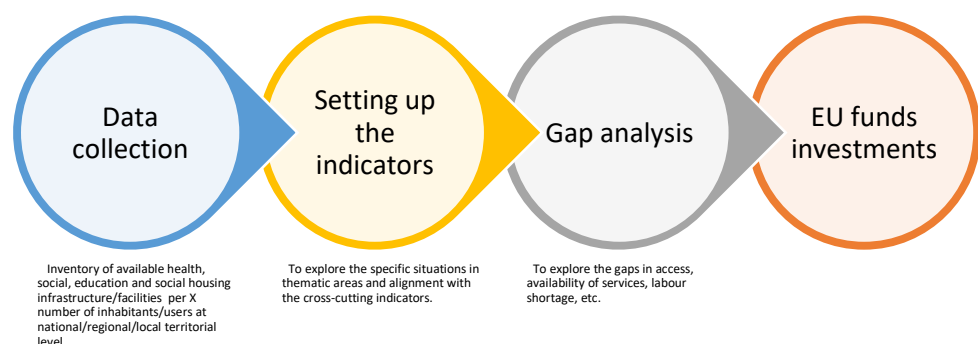 Data
collection
Setting up
the
indicators
Gap analysis
EU funds
investments
Inventory of available health,
social, education and social housing
infrastructure/facilities per X
number of inhabitants/users at
national/regional/local territorial
level
To explore the specific situations in
thematic areas and alignment with
the cross-cutting indicators.
To explore the gaps in access,
availability of services, labour
shortage, etc.